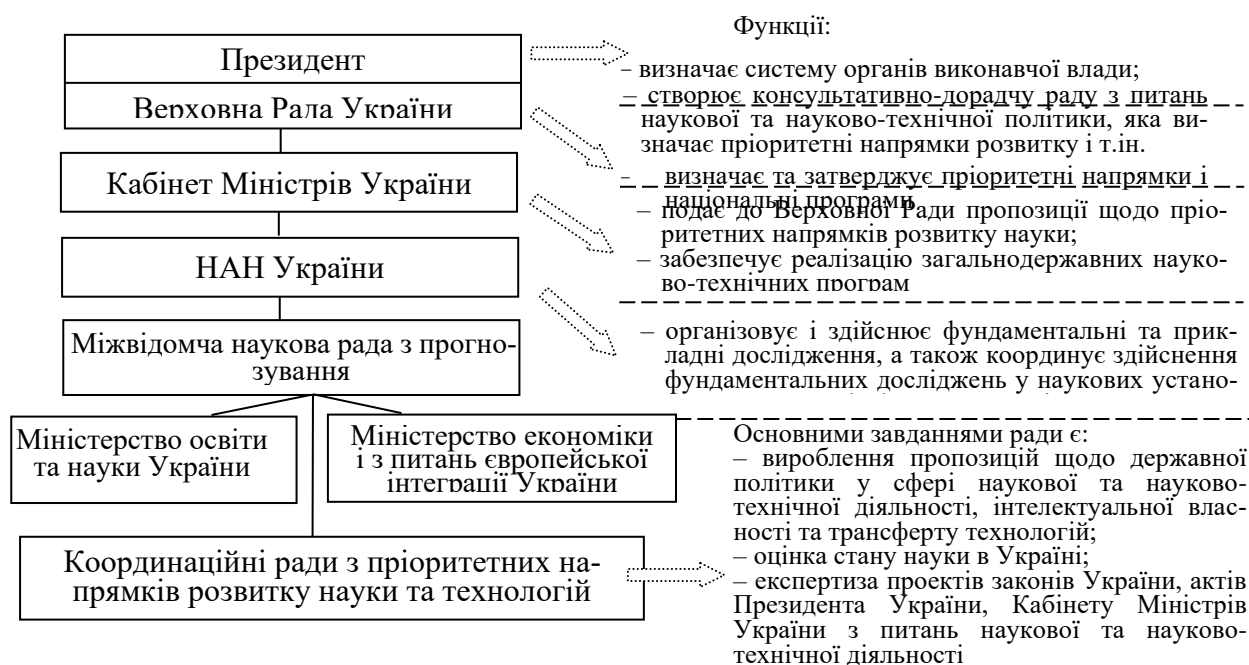 Функції:
Президент
Верховна Рада України
Кабінет Міністрів України
НАН України
Міжвідомча наукова рада з прогно-
зування
Міністерство освіти
та науки України
Міністерство економіки
і з питань європейської
інтеграції України
Координаційні ради з пріоритетних на-
прямків розвитку науки та технологій
– визначає систему органів виконавчої влади;
– створює консультативно-дорадчу раду з питань
наукової та науково-технічної політики, яка ви-
значає пріоритетні напрямки розвитку і т.ін.
- визначає та затверджує пріоритетні напрямки і
національні програми
– подає до Верховної Ради пропозиції щодо пріо-
ритетних напрямків розвитку науки;
– забезпечує реалізацію загальнодержавних науко-
во-технічних програм
– організовує і здійснює фундаментальні та прик-
ладні дослідження, а також координує здійснення
фундаментальних досліджень у наукових устано-
Основними завданнями ради є:
– вироблення пропозицій щодо державної
політики у сфері наукової та науково-
технічної діяльності, інтелектуальної влас-
ності та трансферту технологій;
– оцінка стану науки в Україні;
– експертиза проектів законів України, актів
Президента України, Кабінету Міністрів
України з питань наукової та науково-
технічної діяльності